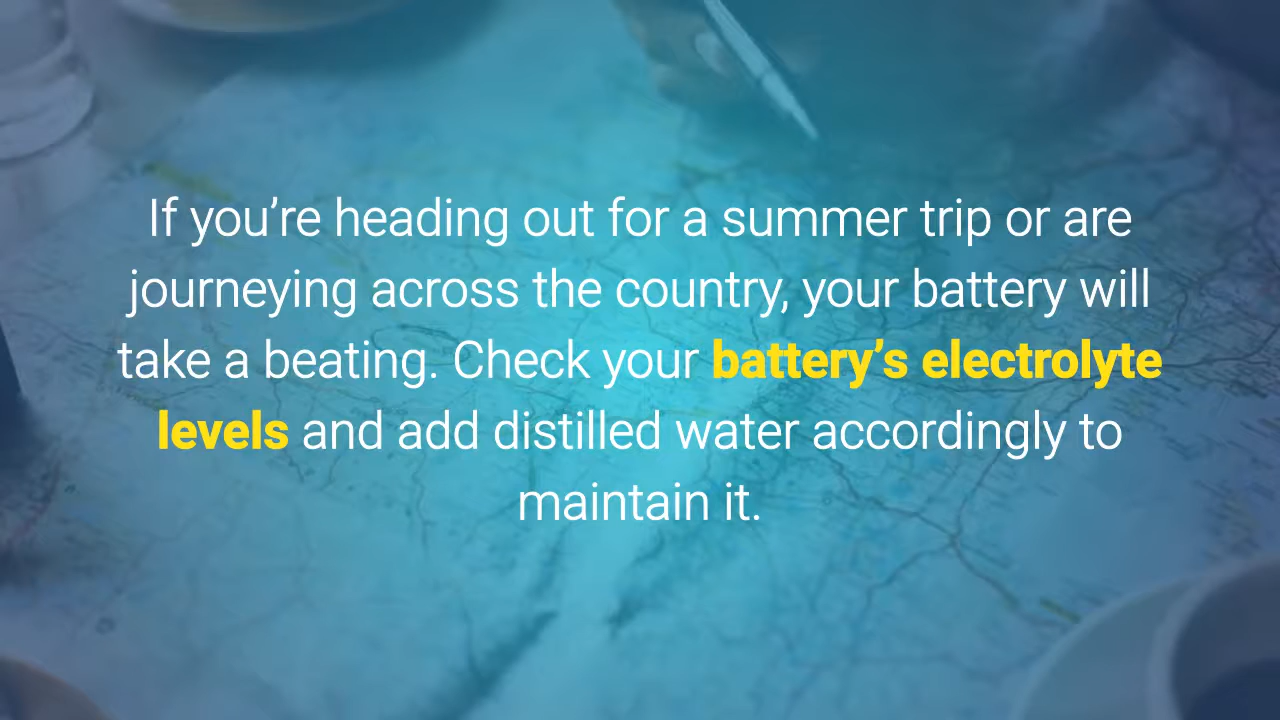 If you’re heading out for a summer trip or are
journeying across the country, your battery will
take a beating. Check your battery’s electrolyte
levels and add distilled water accordingly to
maintain it.